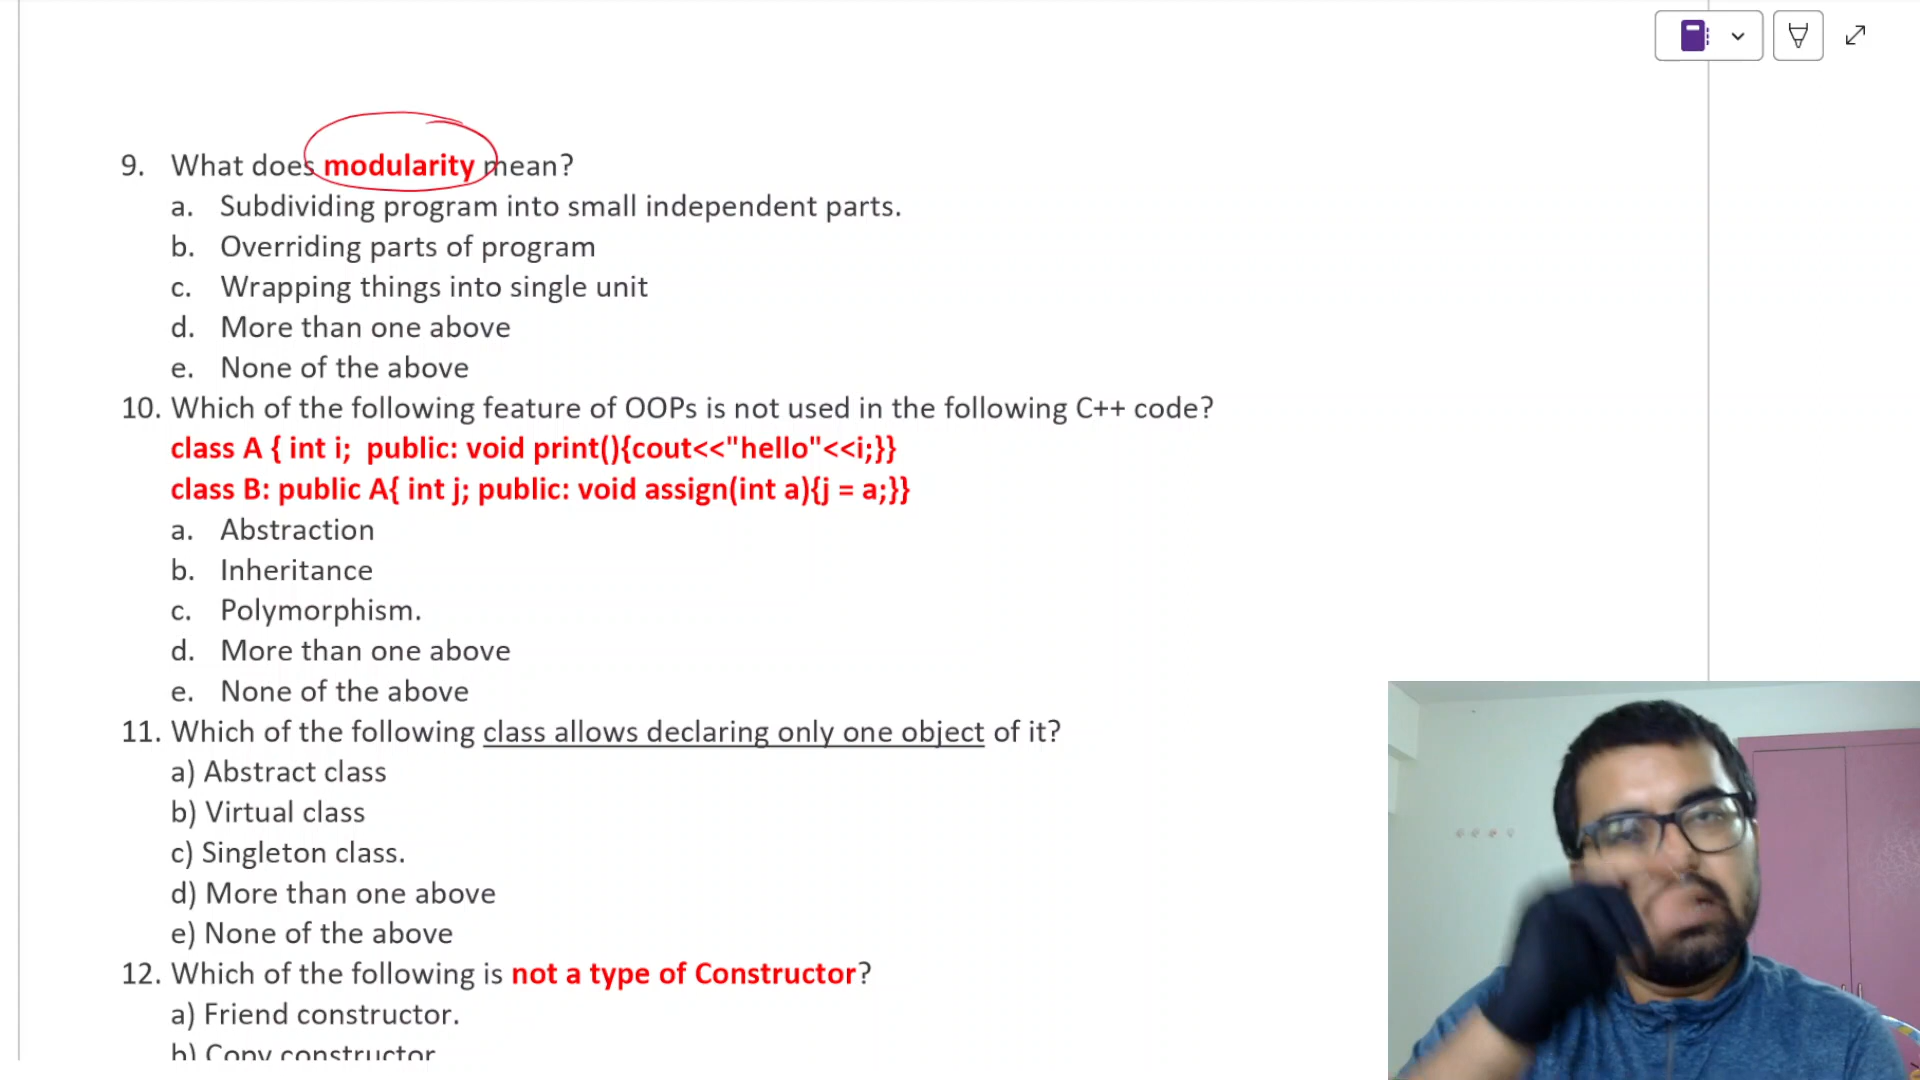 9. What does modularity mean?
a. Subdividing program into small independent parts.
b. Overriding parts of program
c. Wrapping things into single unit
d. More than one above
e. None of the above
10. Which of the following feature of OOPs is not used in the following C++ code?
class A { int i; public: void print(){cout<<"hello"<<i;}}
class B: public A{ int j; public: void assign(int a){j = a;}}
a. Abstraction
b. Inheritance
c. Polymorphism.
d. More than one above
e. None of the above
11. Which of the following class allows declaring only one object of it?
a) Abstract class
b) Virtual class
c) Singleton class.
d) More than one above
e) None of the above
12. Which of the following is not a type of Constructor?
a) Friend constructor.
b) Copy constructor